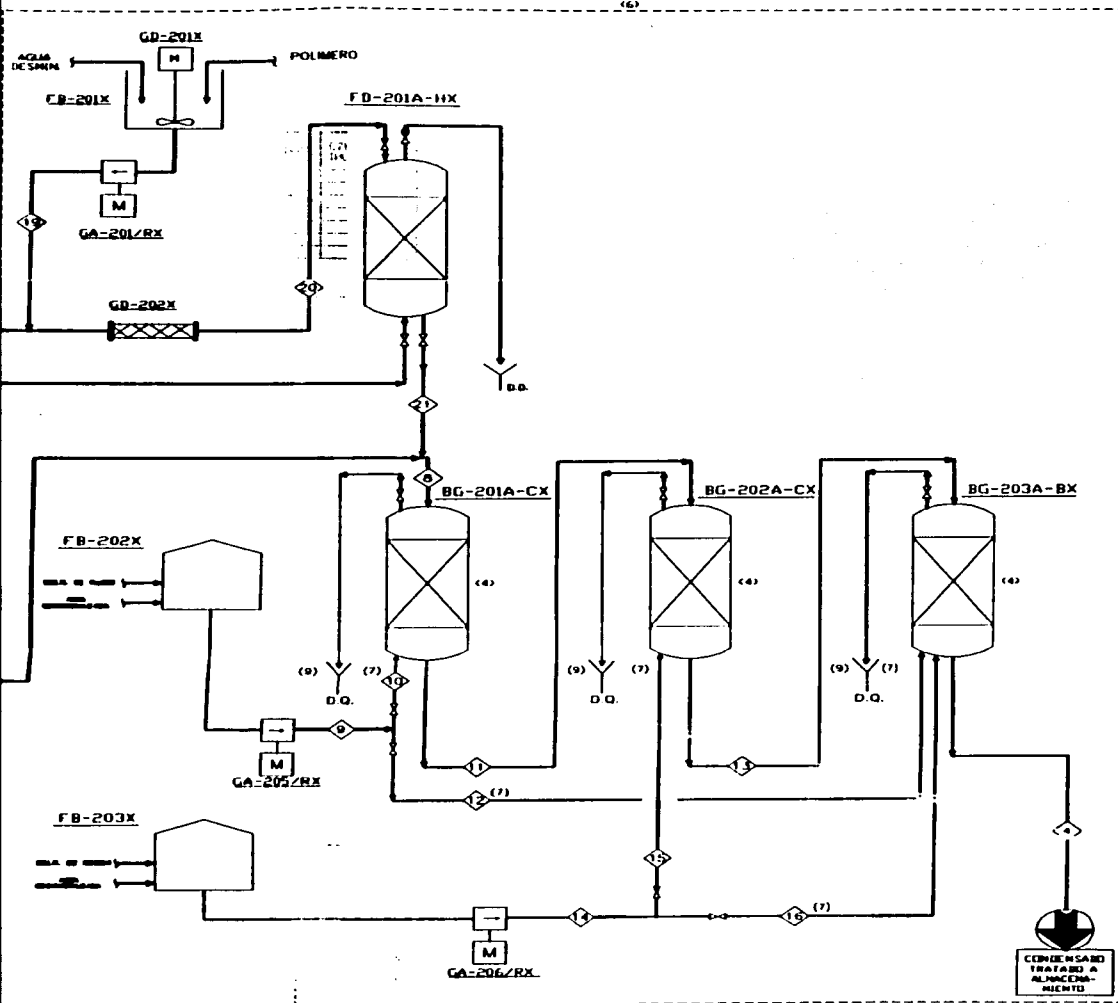 (6)
GD-201X
M
AGUA
DESMIN.
POLIMERO
FB-201X
FD-201A-HX
M
19
GA-201/RX
20
GD-202X
D.D.
21
8
BG-201A-CX
BG-202A-CX
BG-203A-BX
FB-202X
(4)
(4)
(4)
(9)
(7)
(9)
(7)
(9)
(7)
10
D.Q.
D.Q.
D.Q.
9
M
GA-205/RX
11
13
12
(7)
FB-203X
4
15
14
16
(7)
M
GA-206/RX
CONDENSADO
TRATADO A
ALMACENA-
MIENTO